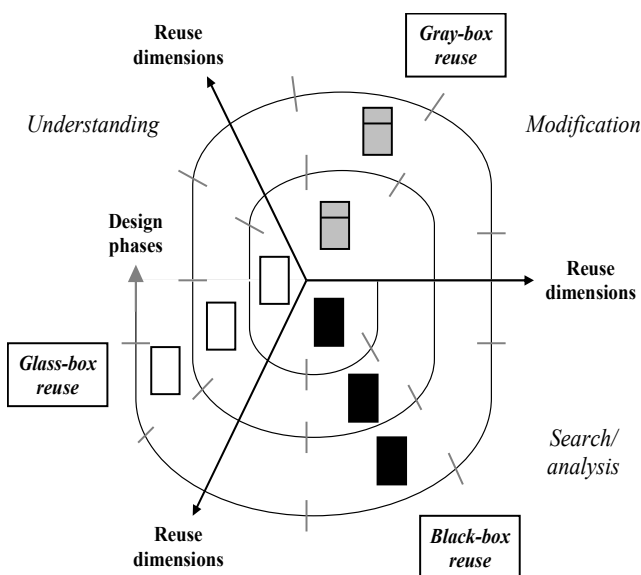 Reuse
dimensions
Gray-box
reuse
Understanding
Modification
Design
phases
Reuse
dimensions
Glass-box
reuse
Search/
analysis
Reuse
dimensions
Black-box
reuse